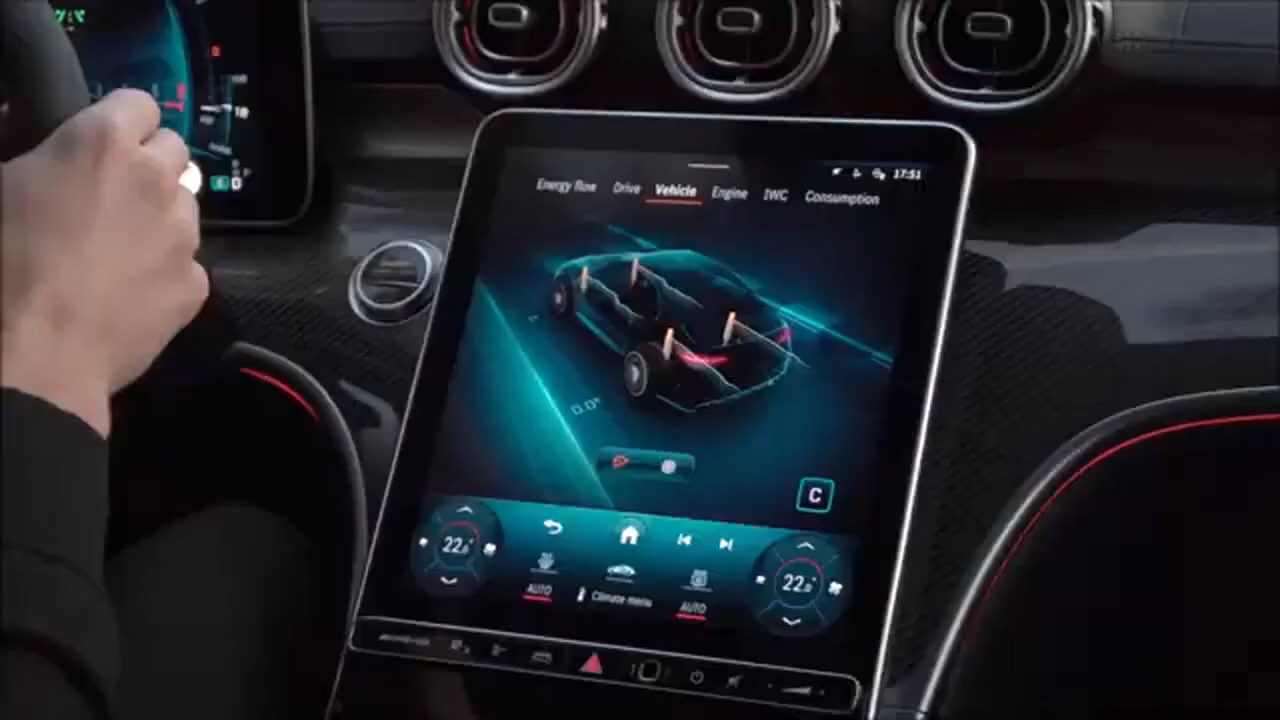 17:51
Energy flow Drive Vehicle Engine IWC Consumption
0.0°
C
22.0° 22.0°
AUTO Climate menu AUTO